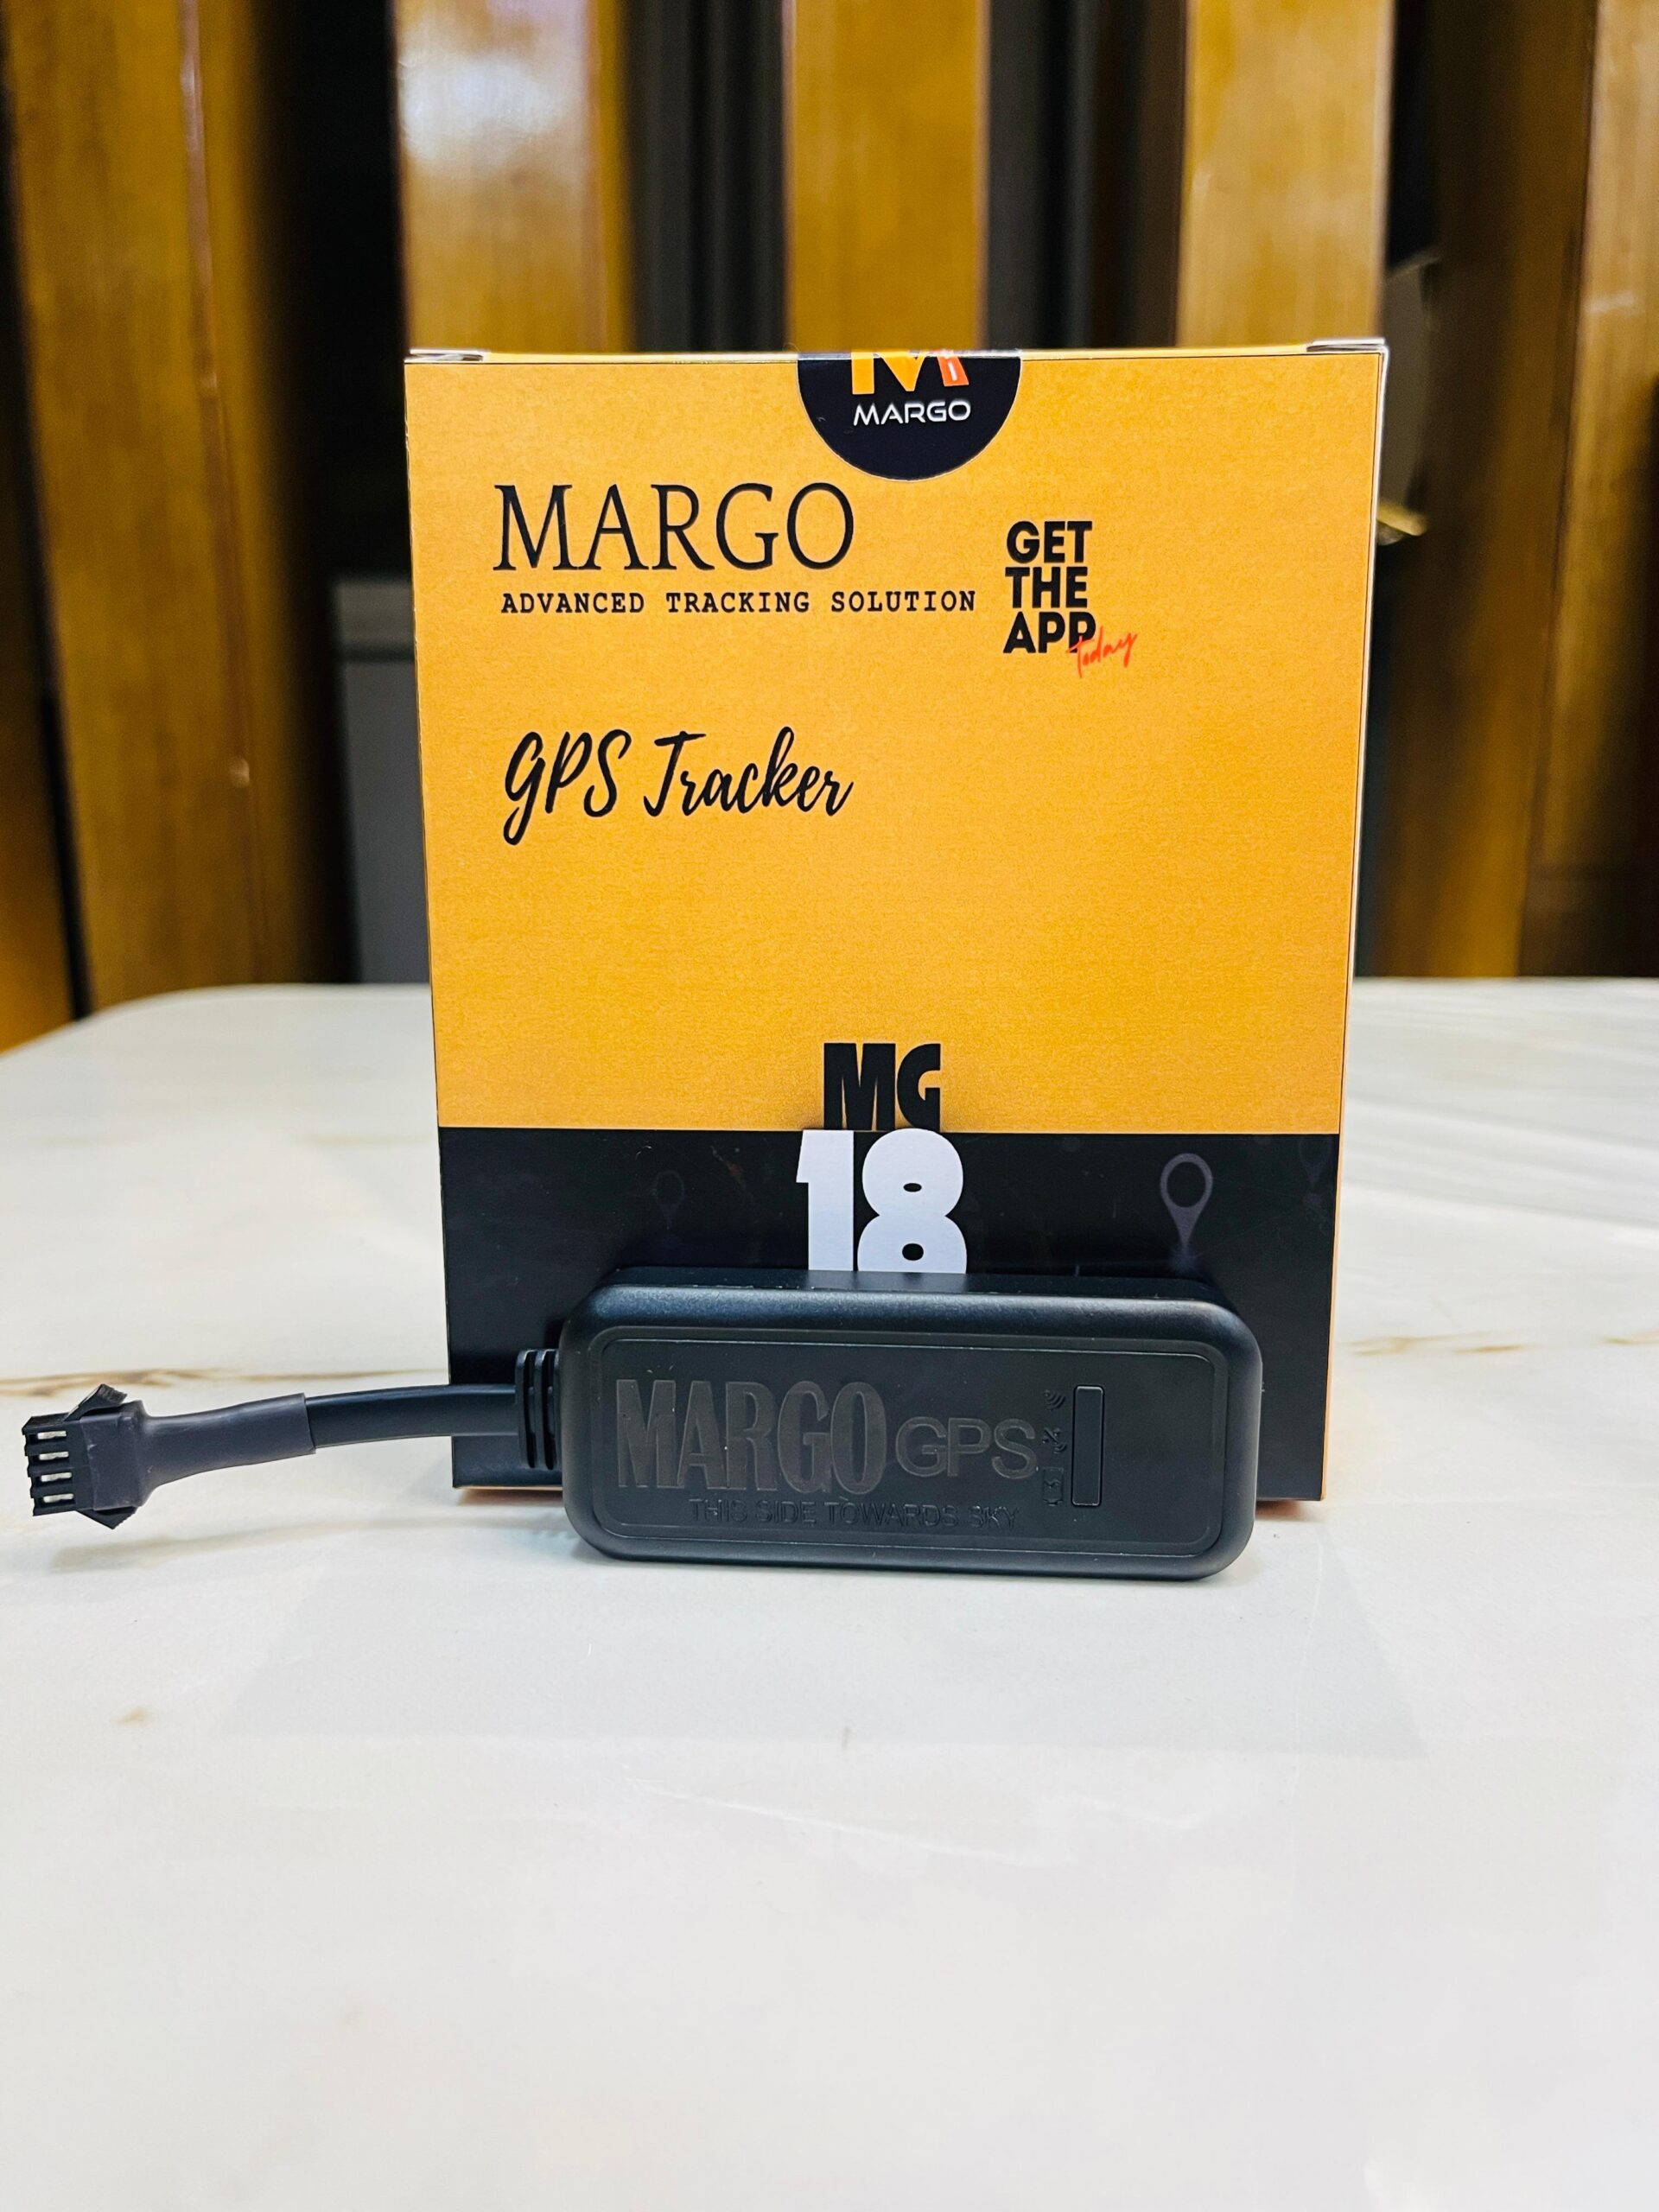 MARGO
MARGO
ADVANCED TRACKING SOLUTION
GET
THE
APP
today
GPS Tracker
MG
18
MARGO GPS
THIS SIDE TOWARDS SKY